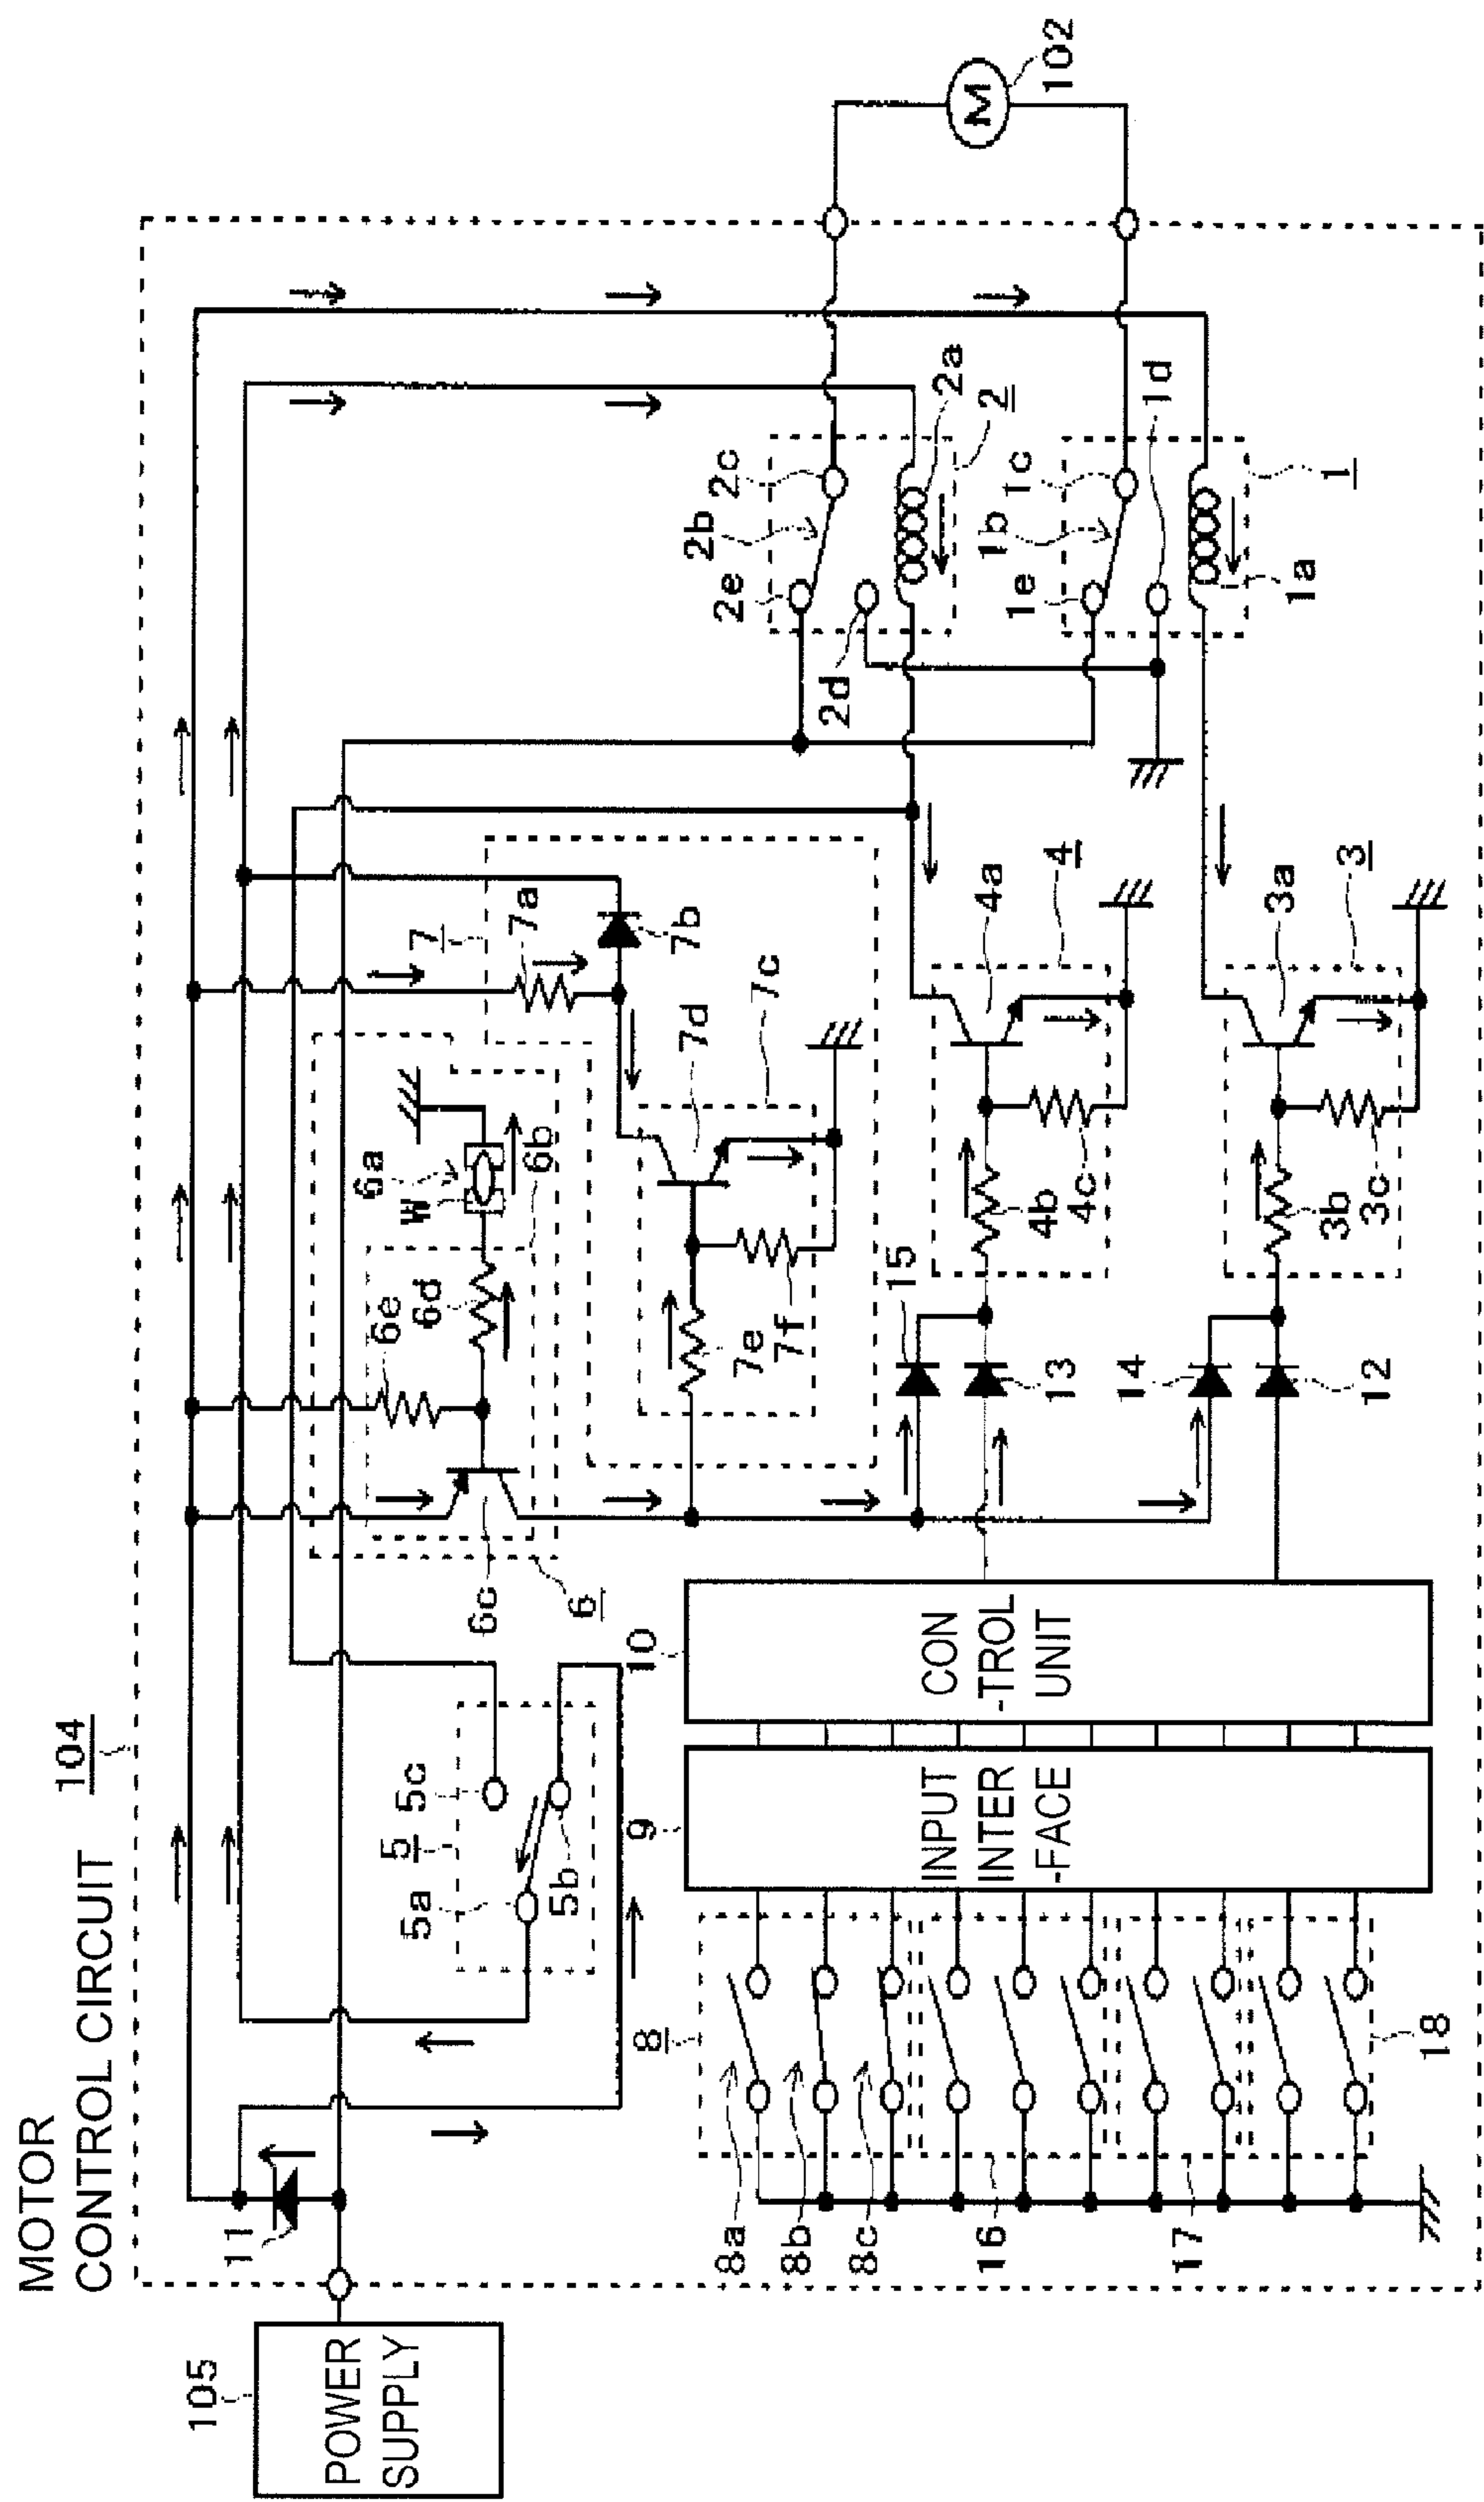 MOTOR
CONTROL CIRCUIT 104
105
POWER
SUPPLY
11
5
5a
5b
5c
6
6a
W
6b
6c
6d
6e
7
7a
7b
7c
7d
7e
7f
8
8a
8b
8c
16
17
18
9
INPUT
INTER
-FACE
10
CON
-TROL
UNIT
15
13
14
12
4
4a
4b
4c
3
3a
3b
3c
2
2a
2b
2c
2d
2e
1
1a
1b
1c
1d
1e
M
102